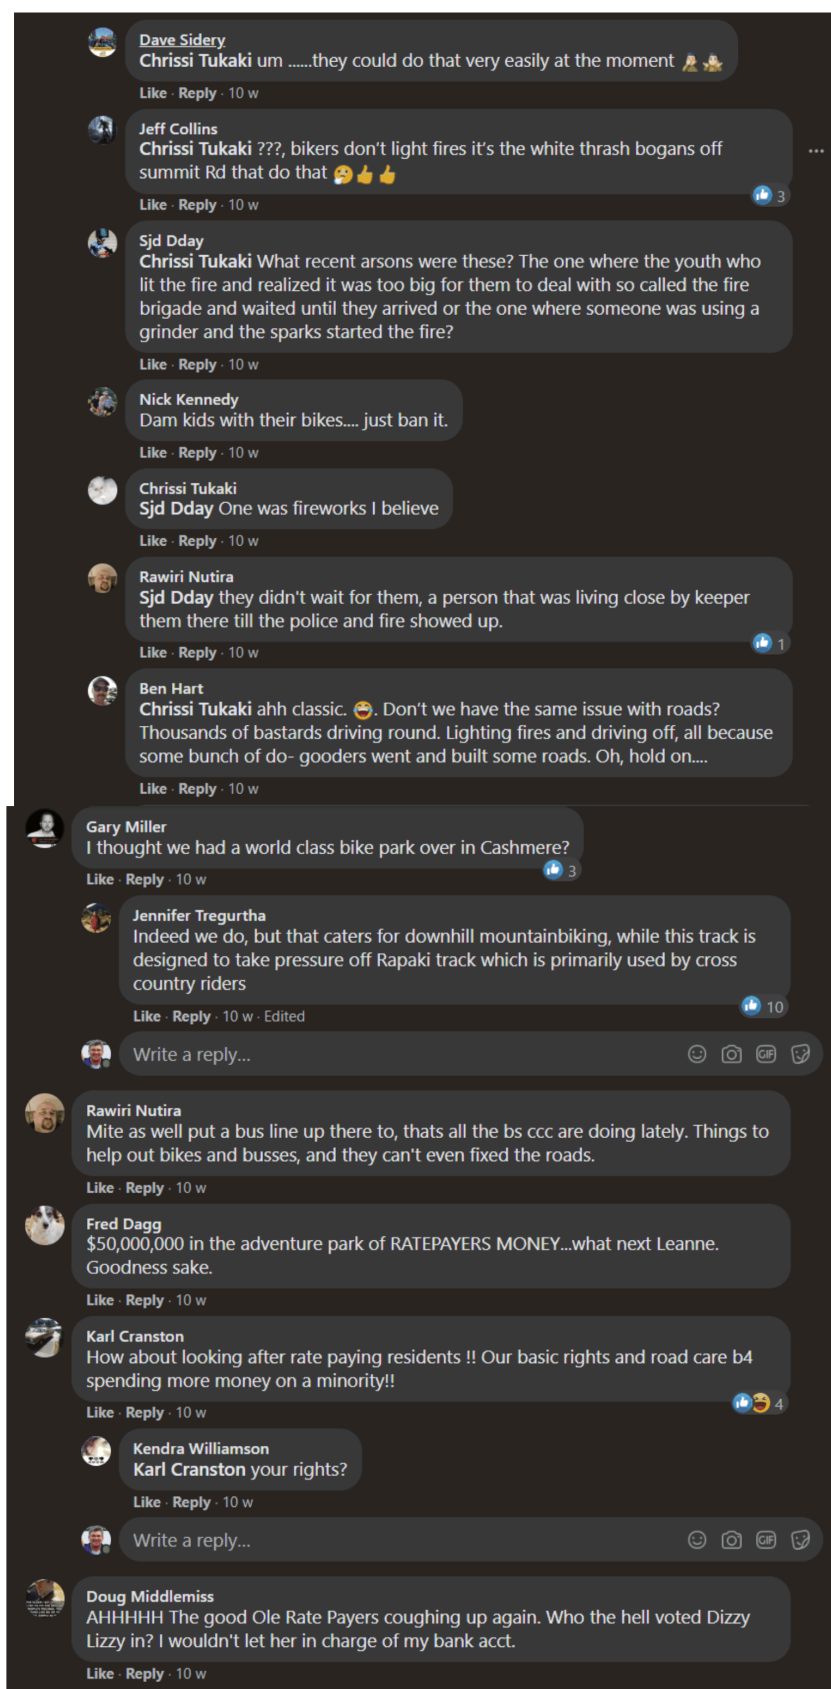 Dave Sidery
Chrissi Tukaki um ......they could do that very easily at the moment
Like · Reply · 10 w
Jeff Collins
Chrissi Tukaki ???, bikers don't light fires it's the white thrash bogans off
summit Rd that do that
3
Like · Reply · 10 w
Sjd Dday
Chrissi Tukaki What recent arsons were these? The one where the youth who
lit the fire and realized it was too big for them to deal with so called the fire
brigade and waited until they arrived or the one where someone was using a
grinder and the sparks started the fire?
Like · Reply · 10 w
Nick Kennedy
Dam kids with their bikes.... just ban it.
Like · Reply · 10 w
Chrissi Tukaki
Sjd Dday One was fireworks I believe
Like · Reply · 10 w
Rawiri Nutira
Sjd Dday they didn't wait for them, a person that was living close by keeper
them there till the police and fire showed up.
1
Like · Reply · 10 w
Ben Hart
Chrissi Tukaki ahh classic. 😂. Don't we have the same issue with roads?
Thousands of bastards driving round. Lighting fires and driving off, all because
some bunch of do- gooders went and built some roads. Oh, hold on....
Like · Reply · 10 w
Gary Miller
I thought we had a world class bike park over in Cashmere?
3
Like · Reply · 10 w
Jennifer Tregurtha
Indeed we do, but that caters for downhill mountainbiking, while this track is
designed to take pressure off Rapaki track which is primarily used by cross
country riders
10
Like · Reply · 10 w · Edited
Write a reply...
GIF
Rawiri Nutira
Mite as well put a bus line up there to, thats all the bs ccc are doing lately. Things to
help out bikes and busses, and they can't even fixed the roads.
Like · Reply · 10 w
Fred Dagg
$50,000,000 in the adventure park of RATEPAYERS MONEY...what next Leanne.
Goodness sake.
Like · Reply · 10 w
Karl Cranston
How about looking after rate paying residents !! Our basic rights and road care b4
spending more money on a minority!!
4
Like · Reply · 10 w
Kendra Williamson
Karl Cranston your rights?
Like · Reply · 10 w
Write a reply...
GIF
Doug Middlemiss
AHHHHH The good Ole Rate Payers coughing up again. Who the hell voted Dizzy
Lizzy in? I wouldn't let her in charge of my bank acct.
Like · Reply · 10 w